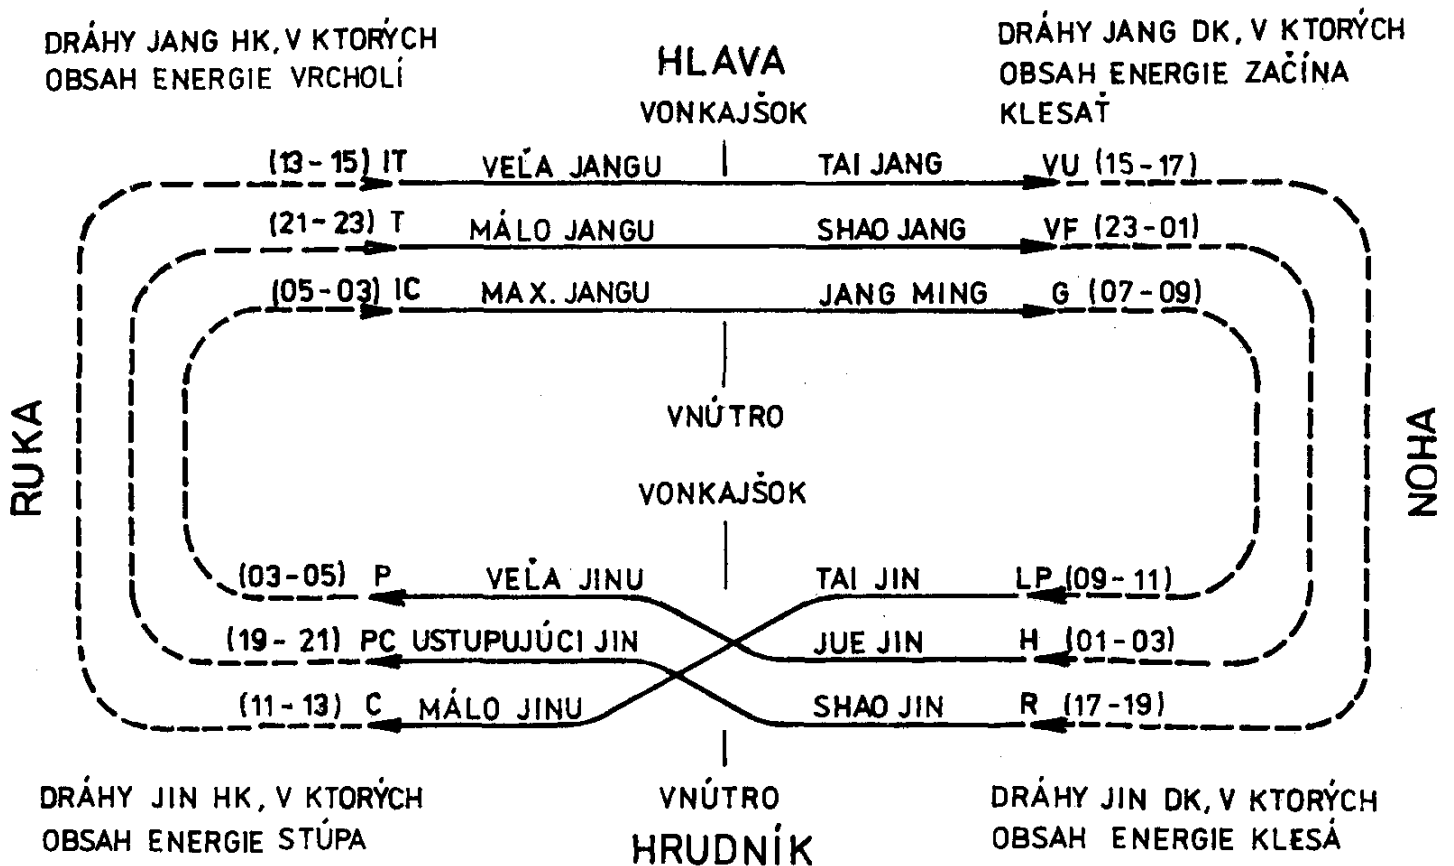 DRÁHY JANG HK, V KTORÝCH
OBSAH ENERGIE VRCHOLÍ
HLAVA
VONKAJŠOK
DRÁHY JANG DK, V KTORÝCH
OBSAH ENERGIE ZAČÍNA
KLESAŤ
(13-15) IT VEĽA JANGU TAI JANG VU (15-17)
(21-23) T MÁLO JANGU SHAO JANG VF (23-01)
(05-03) IC MAX. JANGU JANG MING G (07-09)
VNÚTRO
RUKA
NOHA
VONKAJŠOK
(03-05) P VEĽA JINU TAI JIN LP (09-11)
(19-21) PC USTUPUJÚCI JIN JUE JIN H (01-03)
(11-13) C MÁLO JINU SHAO JIN R (17-19)
DRÁHY JIN HK, V KTORÝCH
OBSAH ENERGIE STÚPA
VNÚTRO
HRUDNÍK
DRÁHY JIN DK, V KTORÝCH
OBSAH ENERGIE KLESÁ